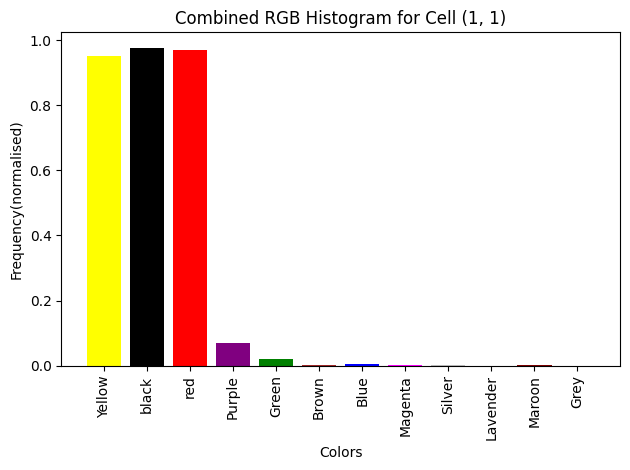 Combined RGB Histogram for Cell (1, 1)
Frequency(normalised)
1.0
0.8
0.6
0.4
0.2
0.0
Yellow
black
red
Purple
Green
Brown
Blue
Magenta
Silver
Lavender
Maroon
Grey
Colors